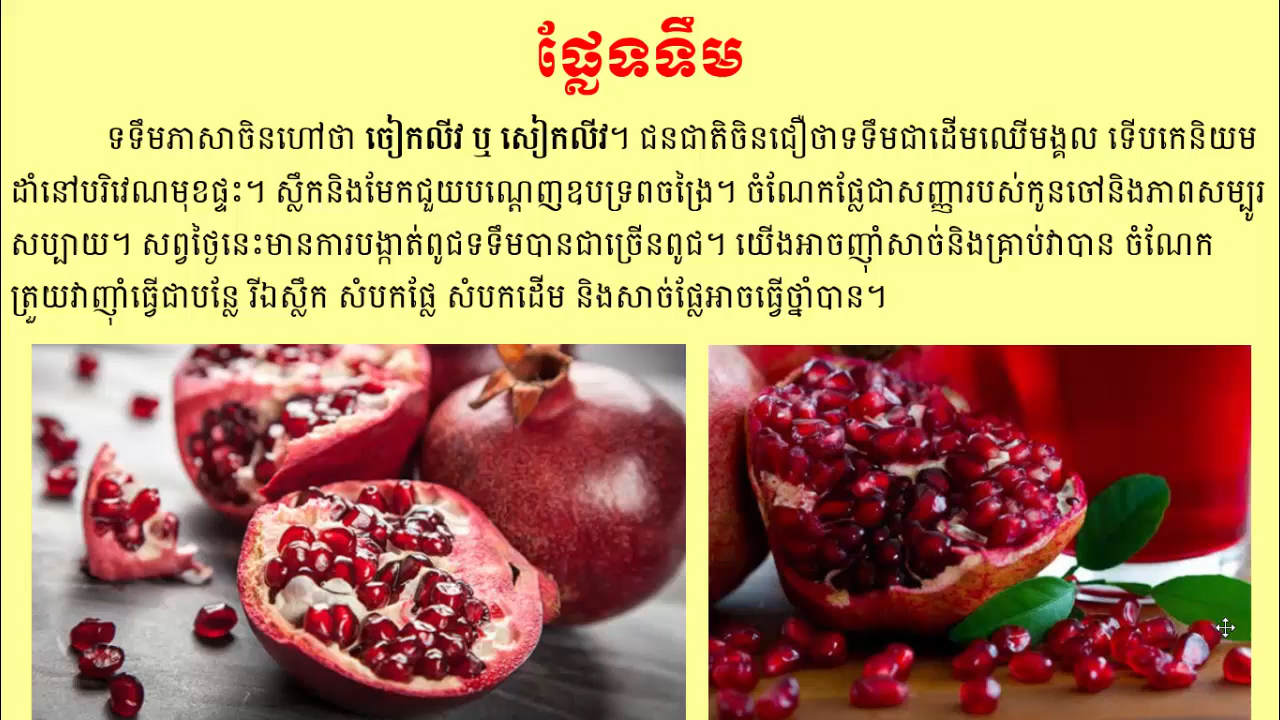 ផ្លែទទឹម
ទទឹមភាសាចិនហៅថា ចៀកលីវ ឬ សៀកលីវ។ ជនជាតិចិនជឿថាទទឹមជាដើមឈើមង្គល ទើបគេនិយម
ដាំនៅបរិវេណមុខផ្ទះ។ ស្លឹកនិងមែកជួយបណ្តេញឧបទ្រពចង្រៃ។ ចំណែកផ្លែជាសញ្ញារបស់កូនចៅនិងភាពសម្បូរ
សប្បាយ។ សព្វថ្ងៃនេះមានការបង្កាត់ពូជទទឹមបានជាច្រើនពូជ។ យើងអាចញ៉ាំសាច់និងគ្រាប់វាបាន ចំណែក
ត្រួយវាញ៉ាំធ្វើជាបន្លែ រីឯស្លឹក សំបកផ្លែ សំបកដើម និងសាច់ផ្លែអាចធ្វើថ្នាំបាន។